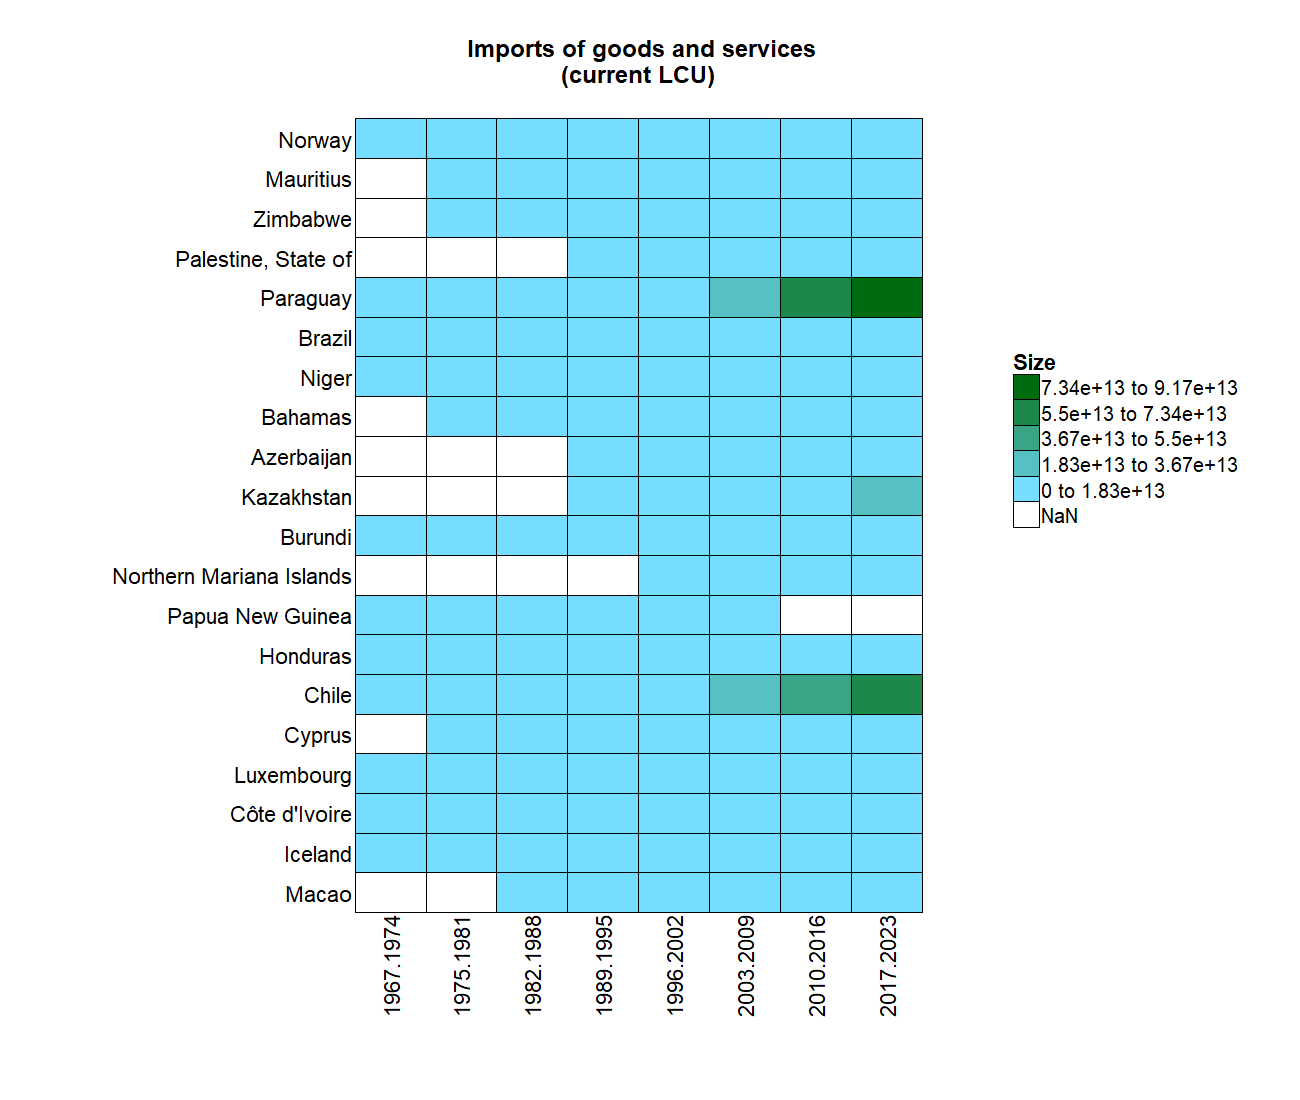 Imports of goods and services
(current LCU)
Norway
Mauritius
Zimbabwe
Palestine, State of
Paraguay
Brazil
Niger
Bahamas
Azerbaijan
Kazakhstan
Burundi
Northern Mariana Islands
Papua New Guinea
Honduras
Chile
Cyprus
Luxembourg
Côte d'Ivoire
Iceland
Macao
1967.1974
1975.1981
1982.1988
1989.1995
1996.2002
2003.2009
2010.2016
2017.2023
Size
7.34e+13 to 9.17e+13
5.5e+13 to 7.34e+13
3.67e+13 to 5.5e+13
1.83e+13 to 3.67e+13
0 to 1.83e+13
NaN